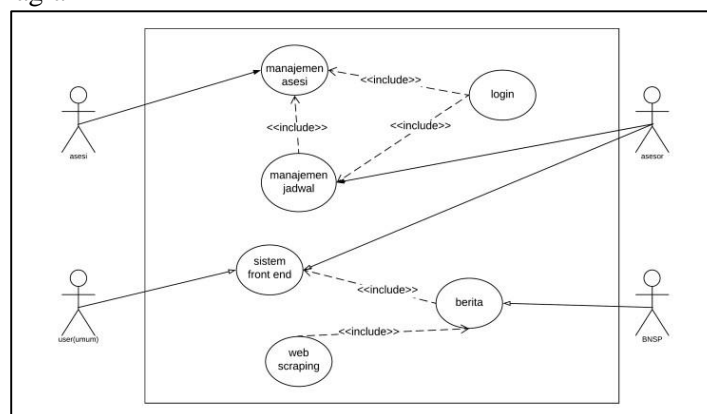 manajemen
asesi
<<include>>
login
<<include>>
<<include>>
asesi
asesor
manajemen
jadwal
sistem
front end
<<include>>
berita
<<include>>
user(umum)
BNSP
web
scraping